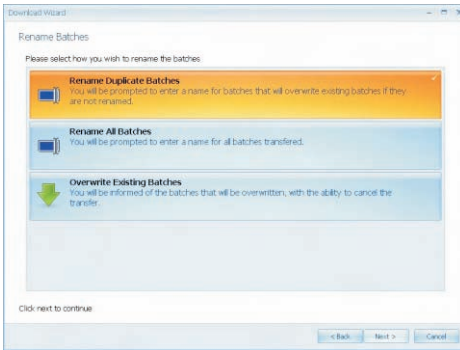 Download Wizard
Rename Batches
Please select how you wish to rename the batches
Rename Duplicate Batches
You will be prompted to enter a name for batches that will overwrite existing batches if they
are not renamed.
Rename All Batches
You will be prompted to enter a name for all batches transfered.
Overwrite Existing Batches
You will be informed of the batches that will be overwritten, with the ability to cancel the
transfer.
Click next to continue
< Back Next > Cancel